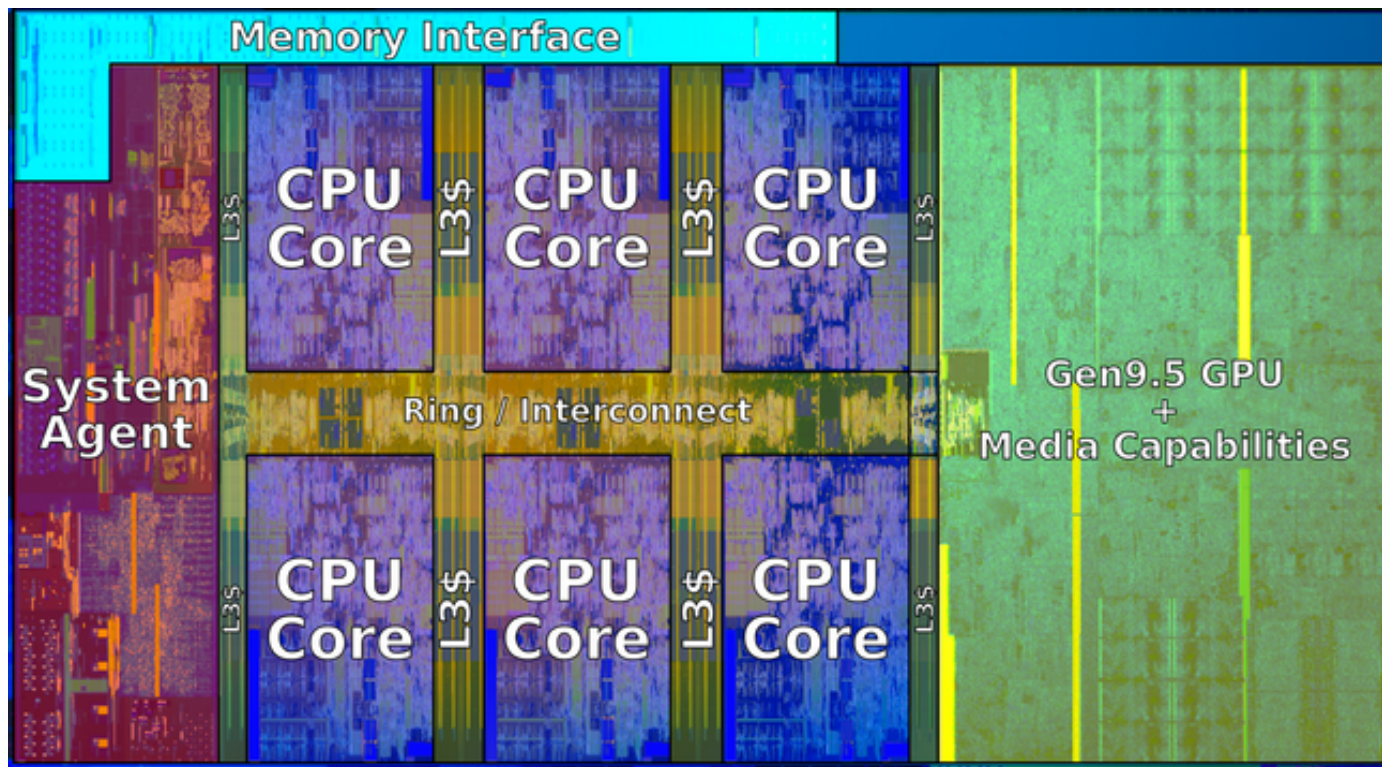 Memory Interface
L3$
CPU
Core
L3$
CPU
Core
L3$
CPU
Core
L3$
System
Agent
Ring / Interconnect
Gen9.5 GPU
+
Media Capabilities
L3$
CPU
Core
L3$
CPU
Core
L3$
CPU
Core
L3$